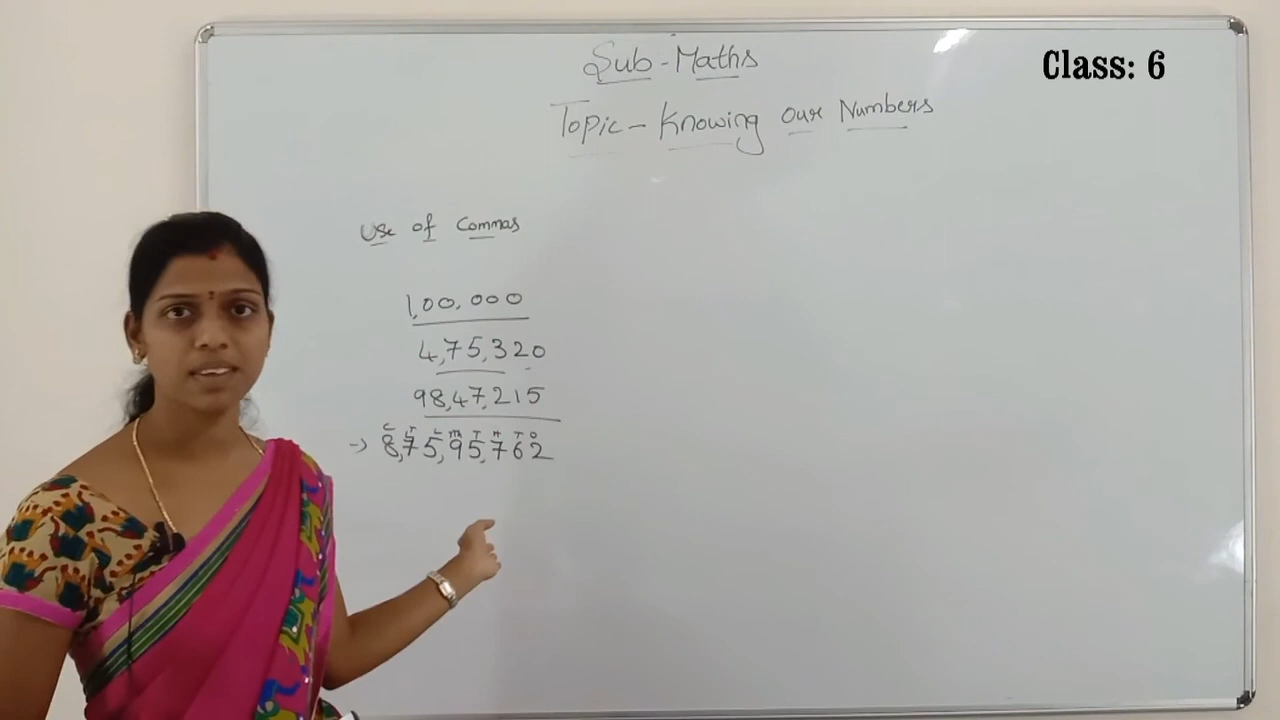 Sub - Maths
Class: 6
Topic - Knowing our Numbers
Use of Commas
1,00,000
4,75,320
98,47,215
C T L L TTh T H T O
→ 8,75,95,762